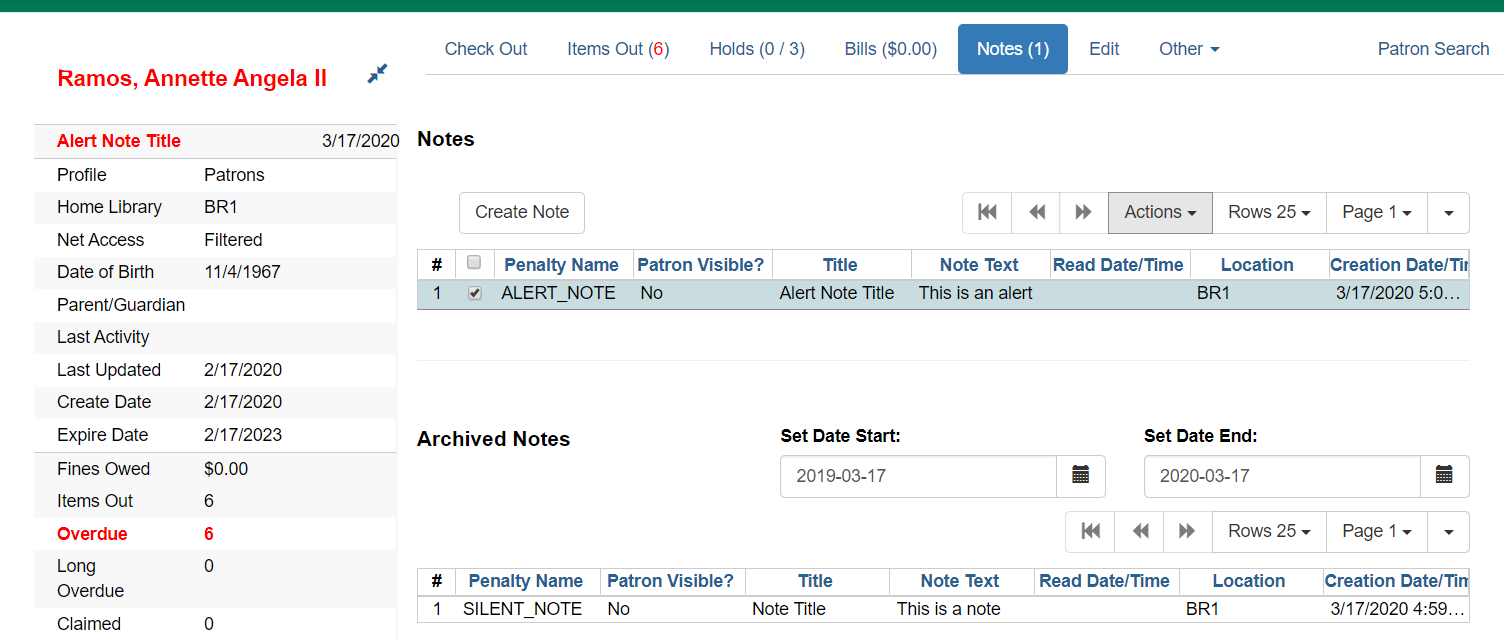 Check Out Items Out (6) Holds (0 / 3) Bills ($0.00) Notes (1) Edit Other Patron Search
Ramos, Annette Angela II
Alert Note Title 3/17/2020
Profile Patrons
Home Library BR1
Net Access Filtered
Date of Birth 11/4/1967
Parent/Guardian
Last Activity
Last Updated 2/17/2020
Create Date 2/17/2020
Expire Date 2/17/2023
Fines Owed $0.00
Items Out 6
Overdue 6
Long Overdue 0
Claimed 0
Notes
Create Note Actions Rows 25 Page 1
# Penalty Name Patron Visible? Title Note Text Read Date/Time Location Creation Date/Ti
1 ALERT_NOTE No Alert Note Title This is an alert BR1 3/17/2020 5:0…
Archived Notes
Set Date Start: Set Date End:
2019-03-17 2020-03-17
Rows 25 Page 1
# Penalty Name Patron Visible? Title Note Text Read Date/Time Location Creation Date/Tim
1 SILENT_NOTE No Note Title This is a note BR1 3/17/2020 4:59…